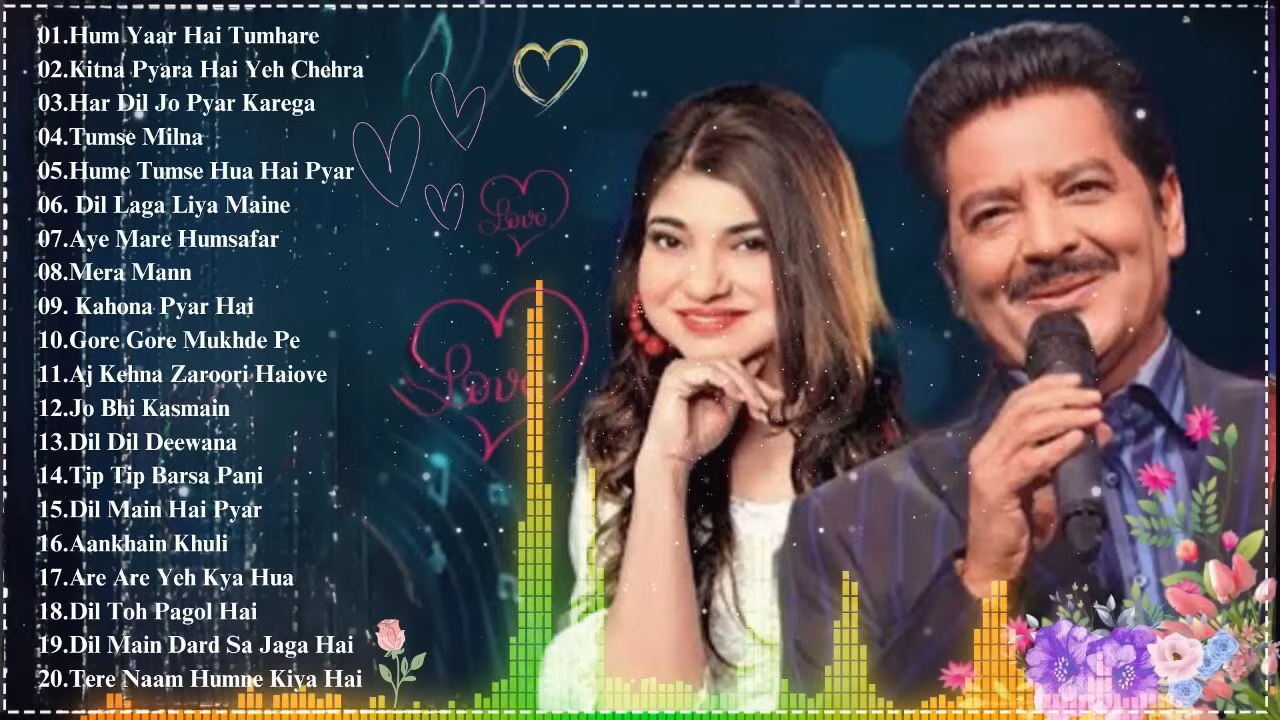 01.Hum Yaar Hai Tumhare
02.Kitna Pyara Hai Yeh Chehra
03.Har Dil Jo Pyar Karega
04.Tumse Milna
05.Hume Tumse Hua Hai Pyar
06. Dil Laga Liya Maine
07.Aye Mare Humsafar
08.Mera Mann
09. Kahona Pyar Hai
10.Gore Gore Mukhde Pe
11.Aj Kehna Zaroori Haiove
12.Jo Bhi Kasmain
13.Dil Dil Deewana
14.Tip Tip Barsa Pani
15.Dil Main Hai Pyar
16.Aankhain Khuli
17.Are Are Yeh Kya Hua
18.Dil Toh Pagol Hai
19.Dil Main Dard Sa Jaga Hai
20.Tere Naam Humne Kiya Hai
Love
Love